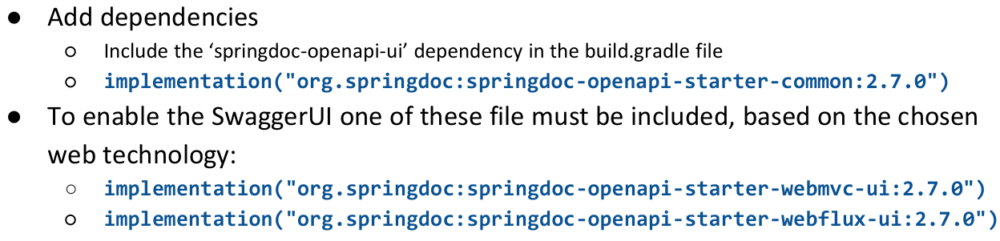 ● Add dependencies
○ Include the ‘springdoc-openapi-ui’ dependency in the build.gradle file
○ implementation("org.springdoc:springdoc-openapi-starter-common:2.7.0")
● To enable the SwaggerUI one of these file must be included, based on the chosen
web technology:
○ implementation("org.springdoc:springdoc-openapi-starter-webmvc-ui:2.7.0")
○ implementation("org.springdoc:springdoc-openapi-starter-webflux-ui:2.7.0")